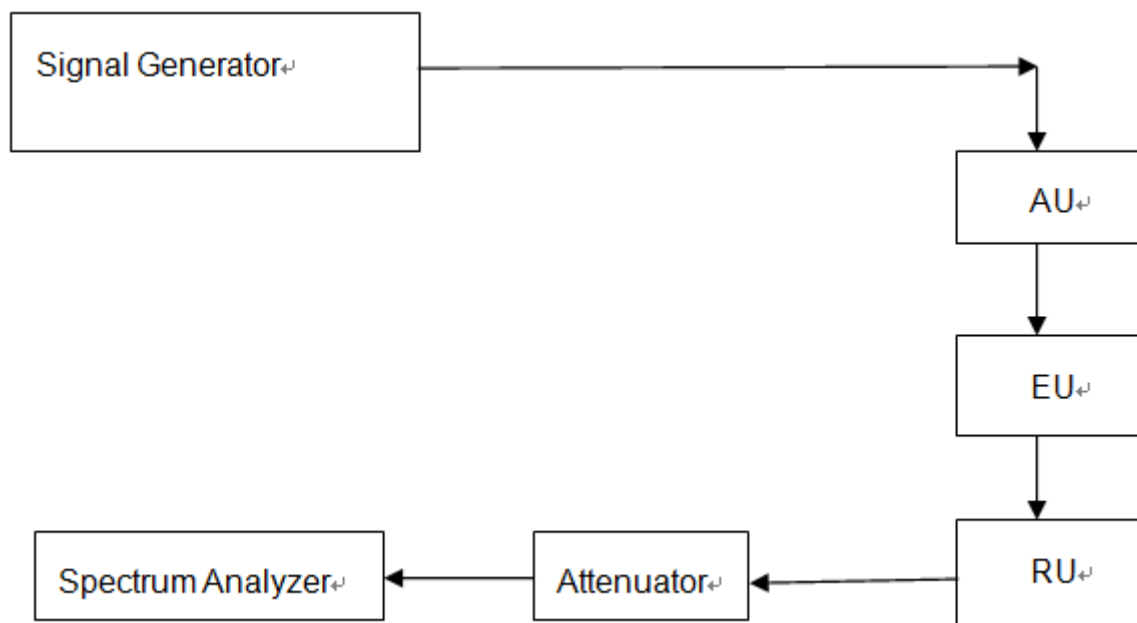 Signal Generator↵
AU↵
EU↵
RU↵
Attenuator↵
Spectrum Analyzer↵